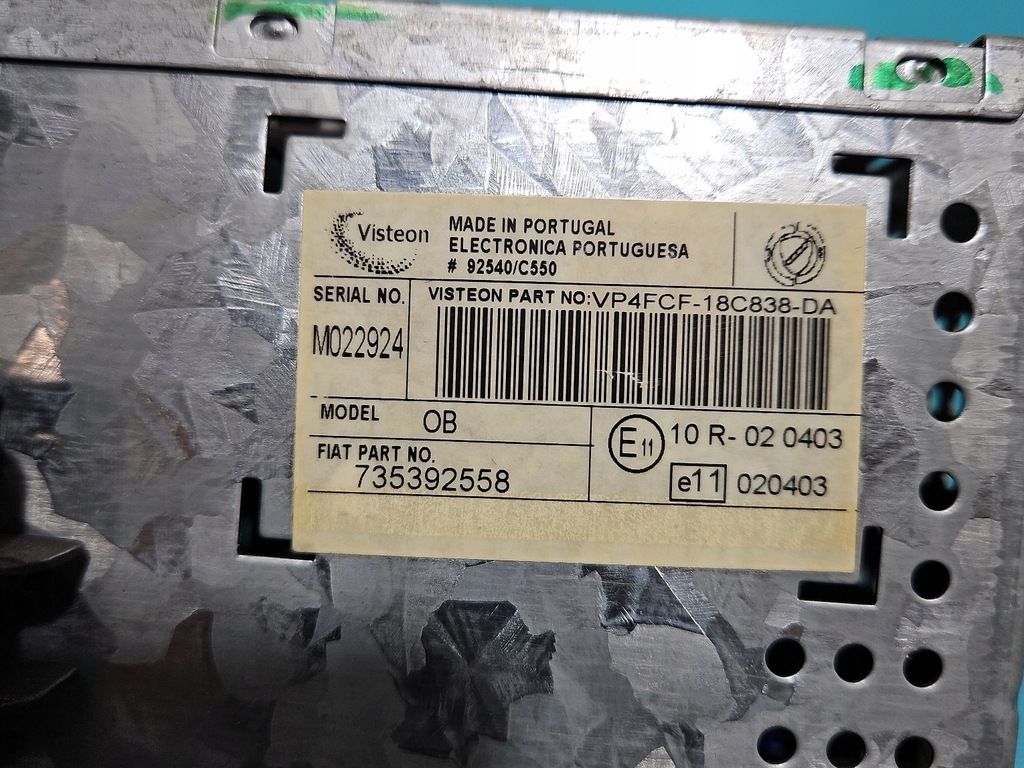 Visteon
MADE IN PORTUGAL
ELECTRONICA PORTUGUESA
# 92540/C550
SERIAL NO.
M022924
VISTEON PART NO:VP4FCF-18C838-DA
MODEL OB
FIAT PART NO.
735392558
E11 10 R- 02 0403
e11 020403